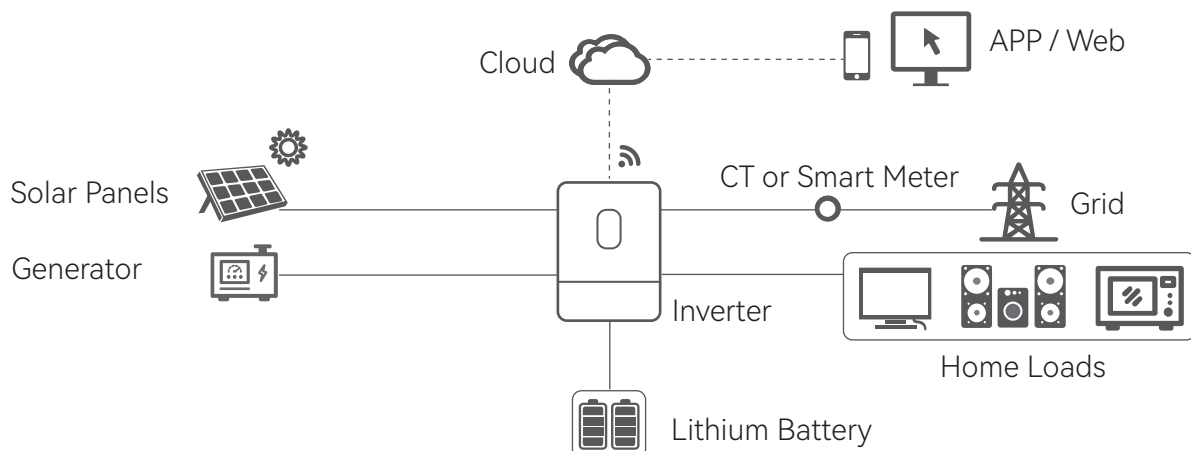 Cloud
APP / Web
Solar Panels
CT or Smart Meter
Grid
Generator
Inverter
Home Loads
Lithium Battery